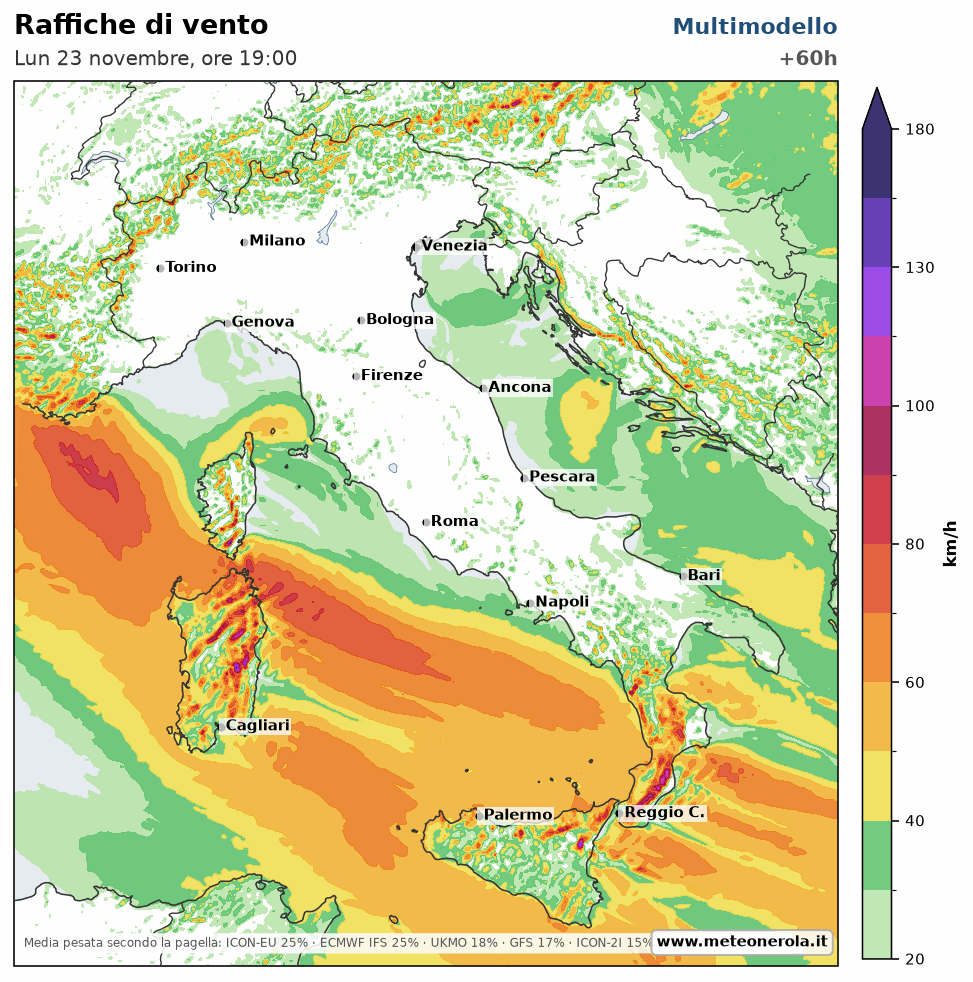 Raffiche di vento
Multimodello
Lun 23 novembre, ore 19:00
+60h
180
130
100
80
60
40
20
km/h
Milano
Venezia
Torino
Genova
Bologna
Firenze
Ancona
Pescara
Roma
Bari
Napoli
Cagliari
Palermo
Reggio C.
Media pesata secondo la pagella: ICON-EU 25% · ECMWF IFS 25% · UKMO 18% · GFS 17% · ICON-2I 15%
www.meteonerola.it